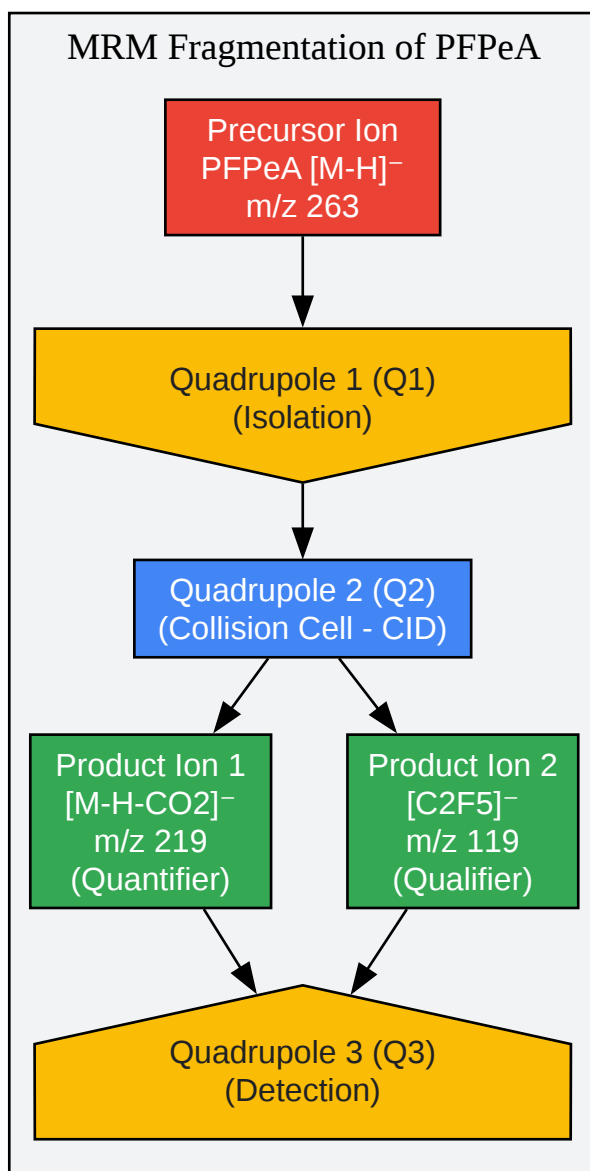 MRM Fragmentation of PFPeA
Precursor Ion
PFPeA [M-H]⁻
m/z 263
Quadrupole 1 (Q1)
(Isolation)
Quadrupole 2 (Q2)
(Collision Cell - CID)
Product Ion 1
[M-H-CO2]⁻
m/z 219
(Quantifier)
Product Ion 2
[C2F5]⁻
m/z 119
(Qualifier)
Quadrupole 3 (Q3)
(Detection)